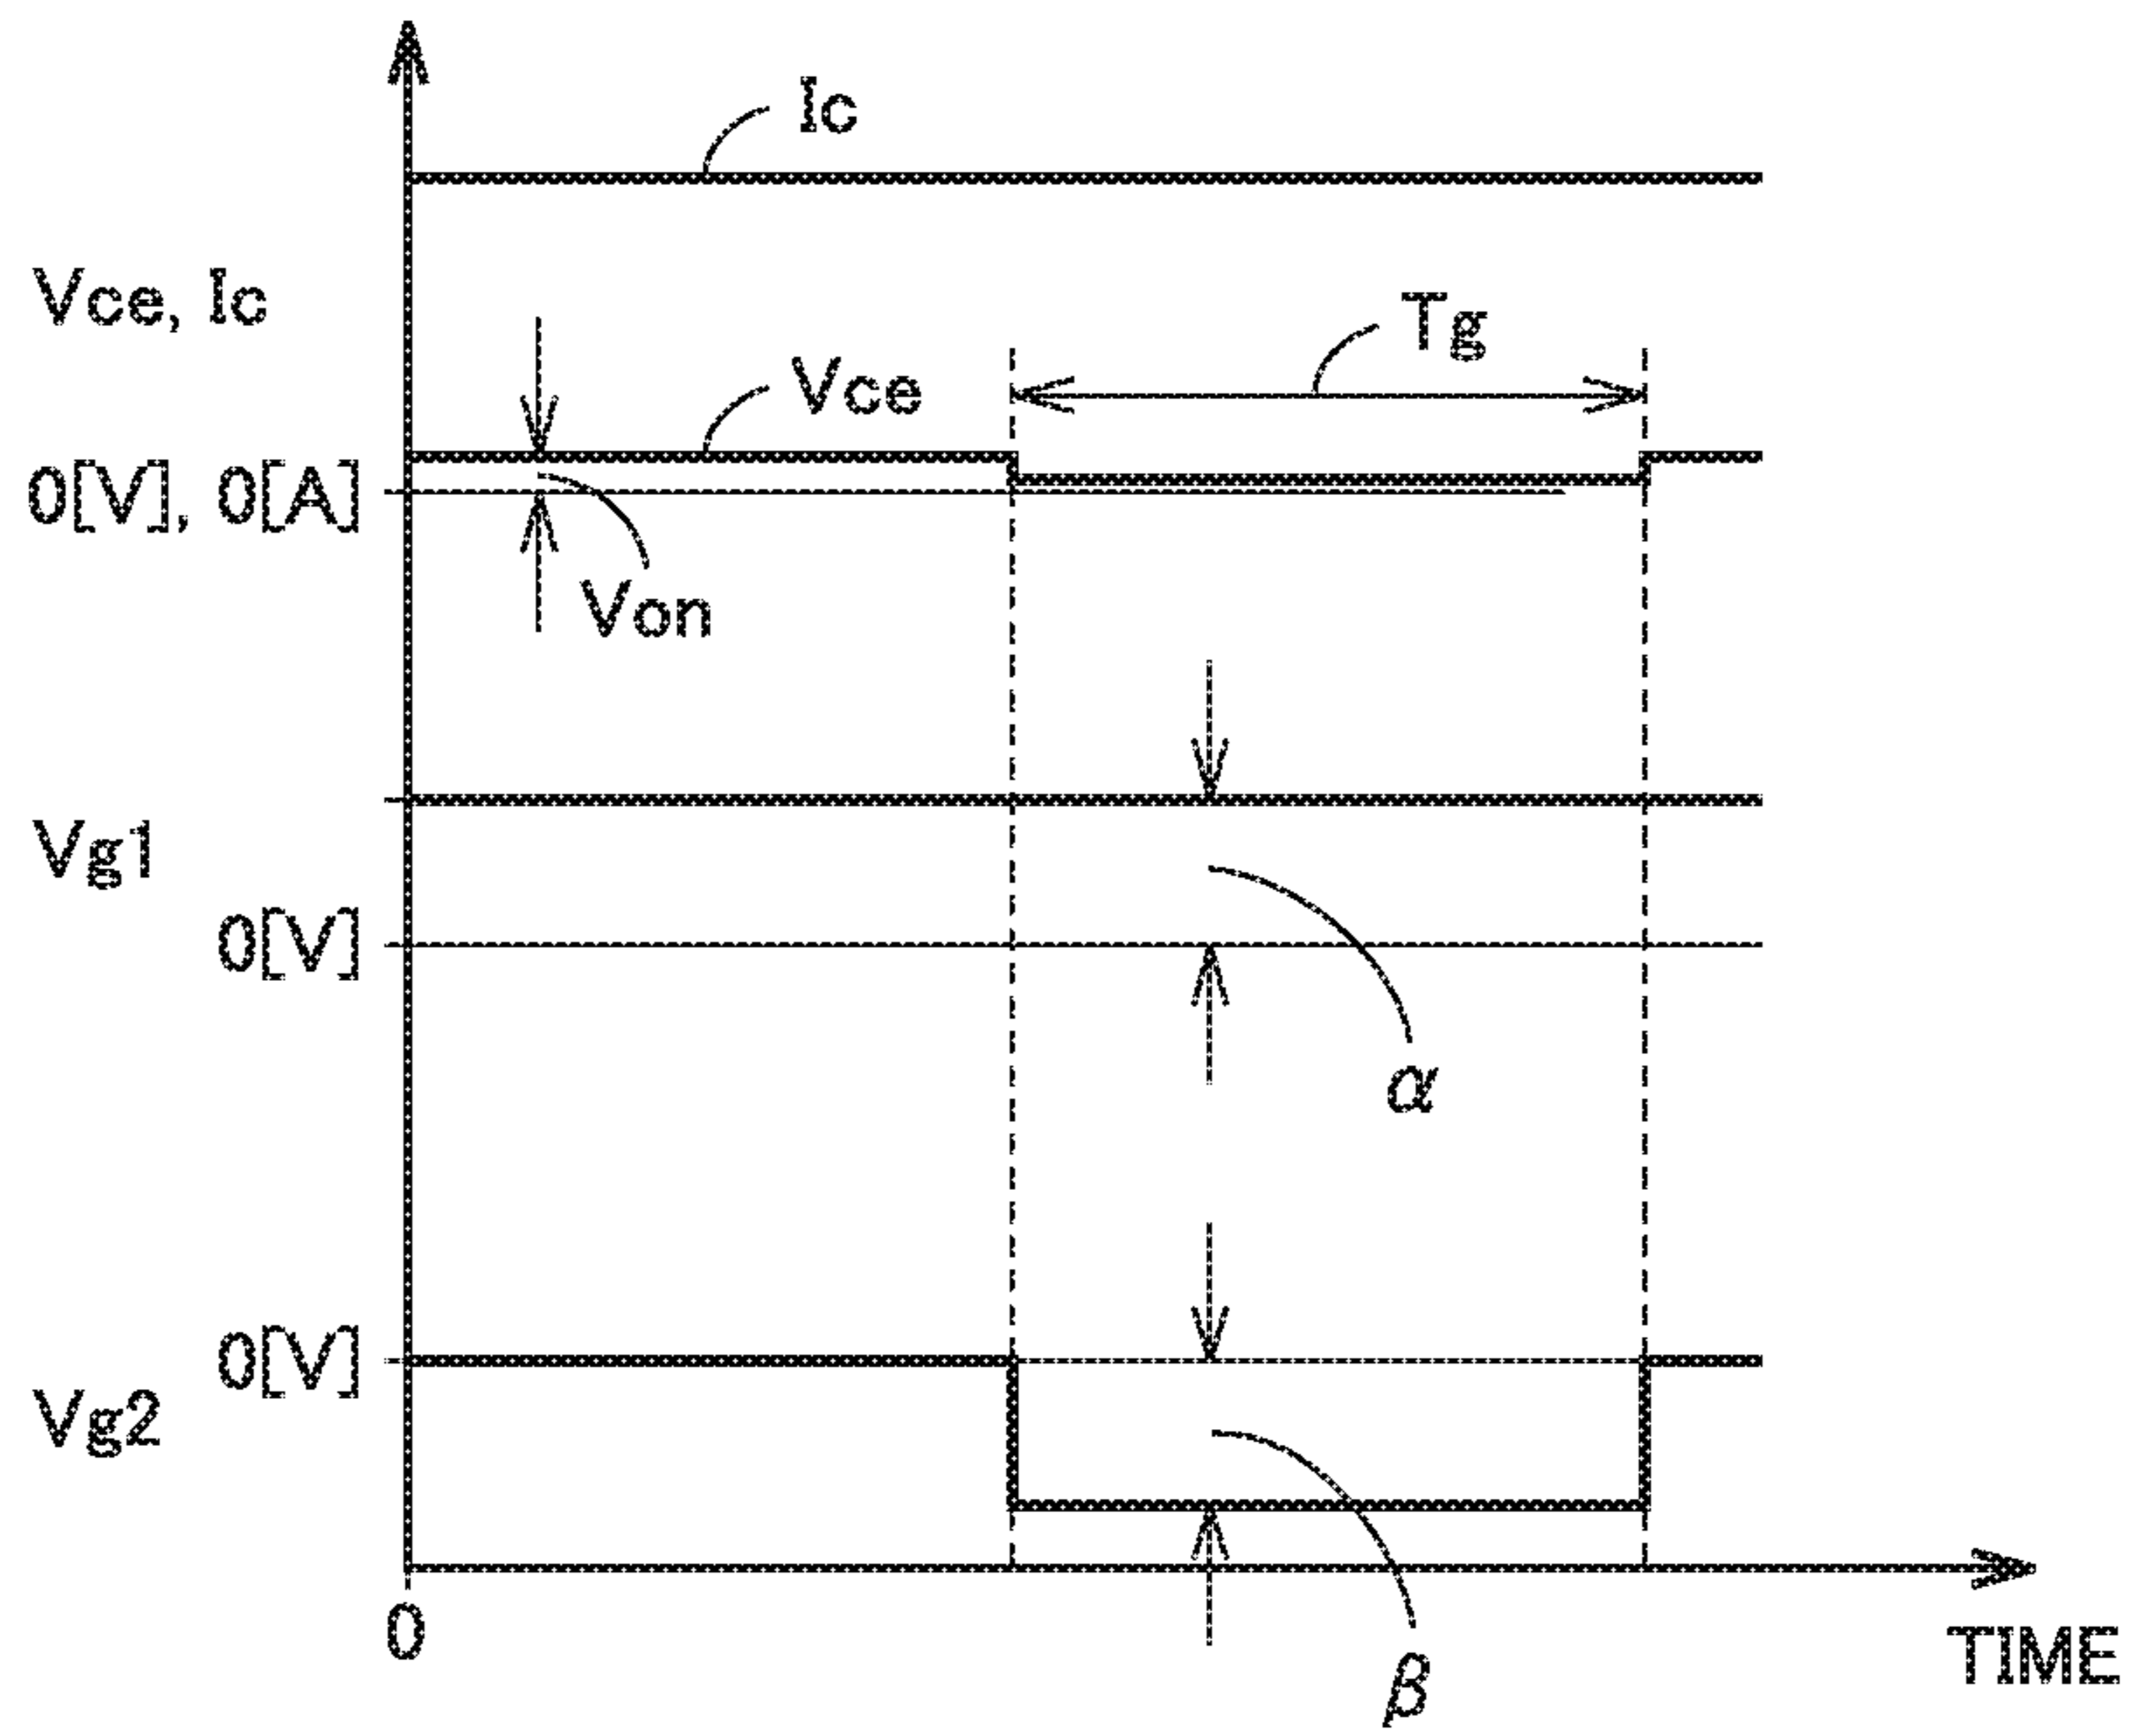 Ic
Vce, Ic
Tg
Vce
0[V], 0[A]
Von
Vg1
0[V]
α
0[V]
Vg2
0
TIME
β